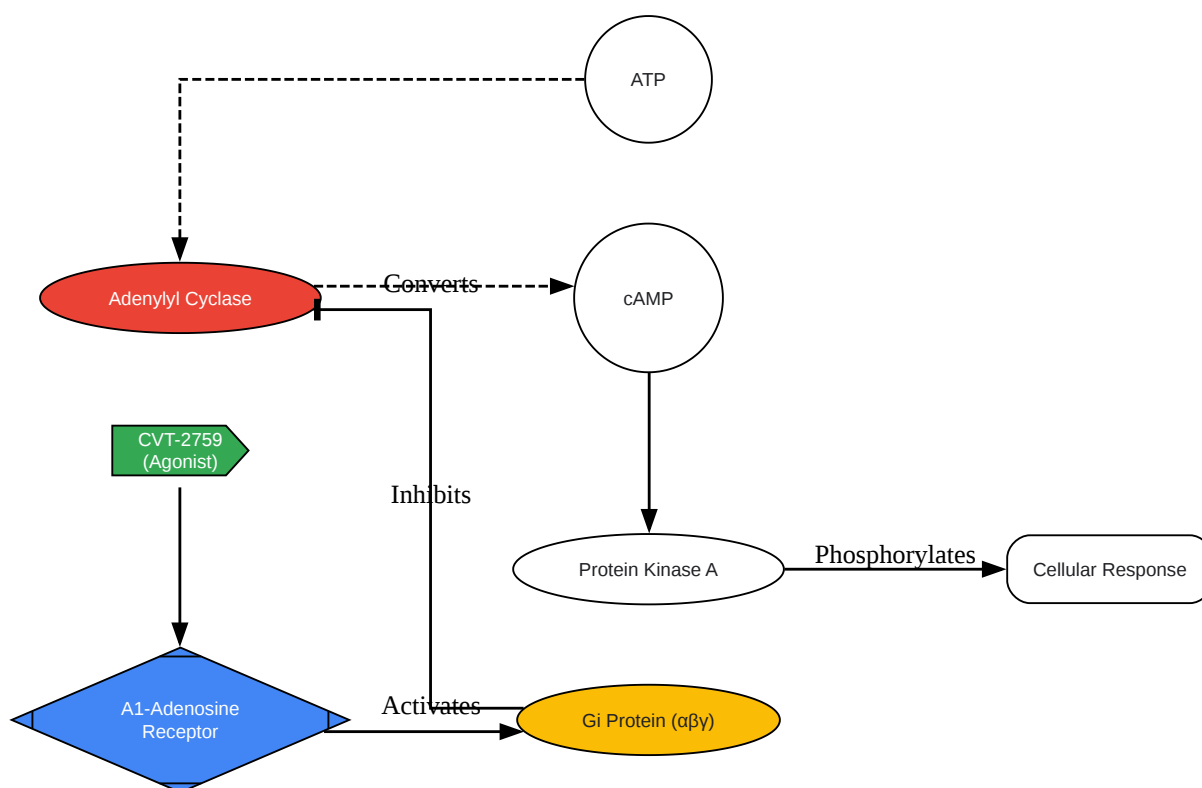 ATP
Adenylyl Cyclase
Converts
cAMP
CVT-2759
(Agonist)
Inhibits
Protein Kinase A
Phosphorylates
Cellular Response
A1-Adenosine
Receptor
Activates
Gi Protein (αβγ)